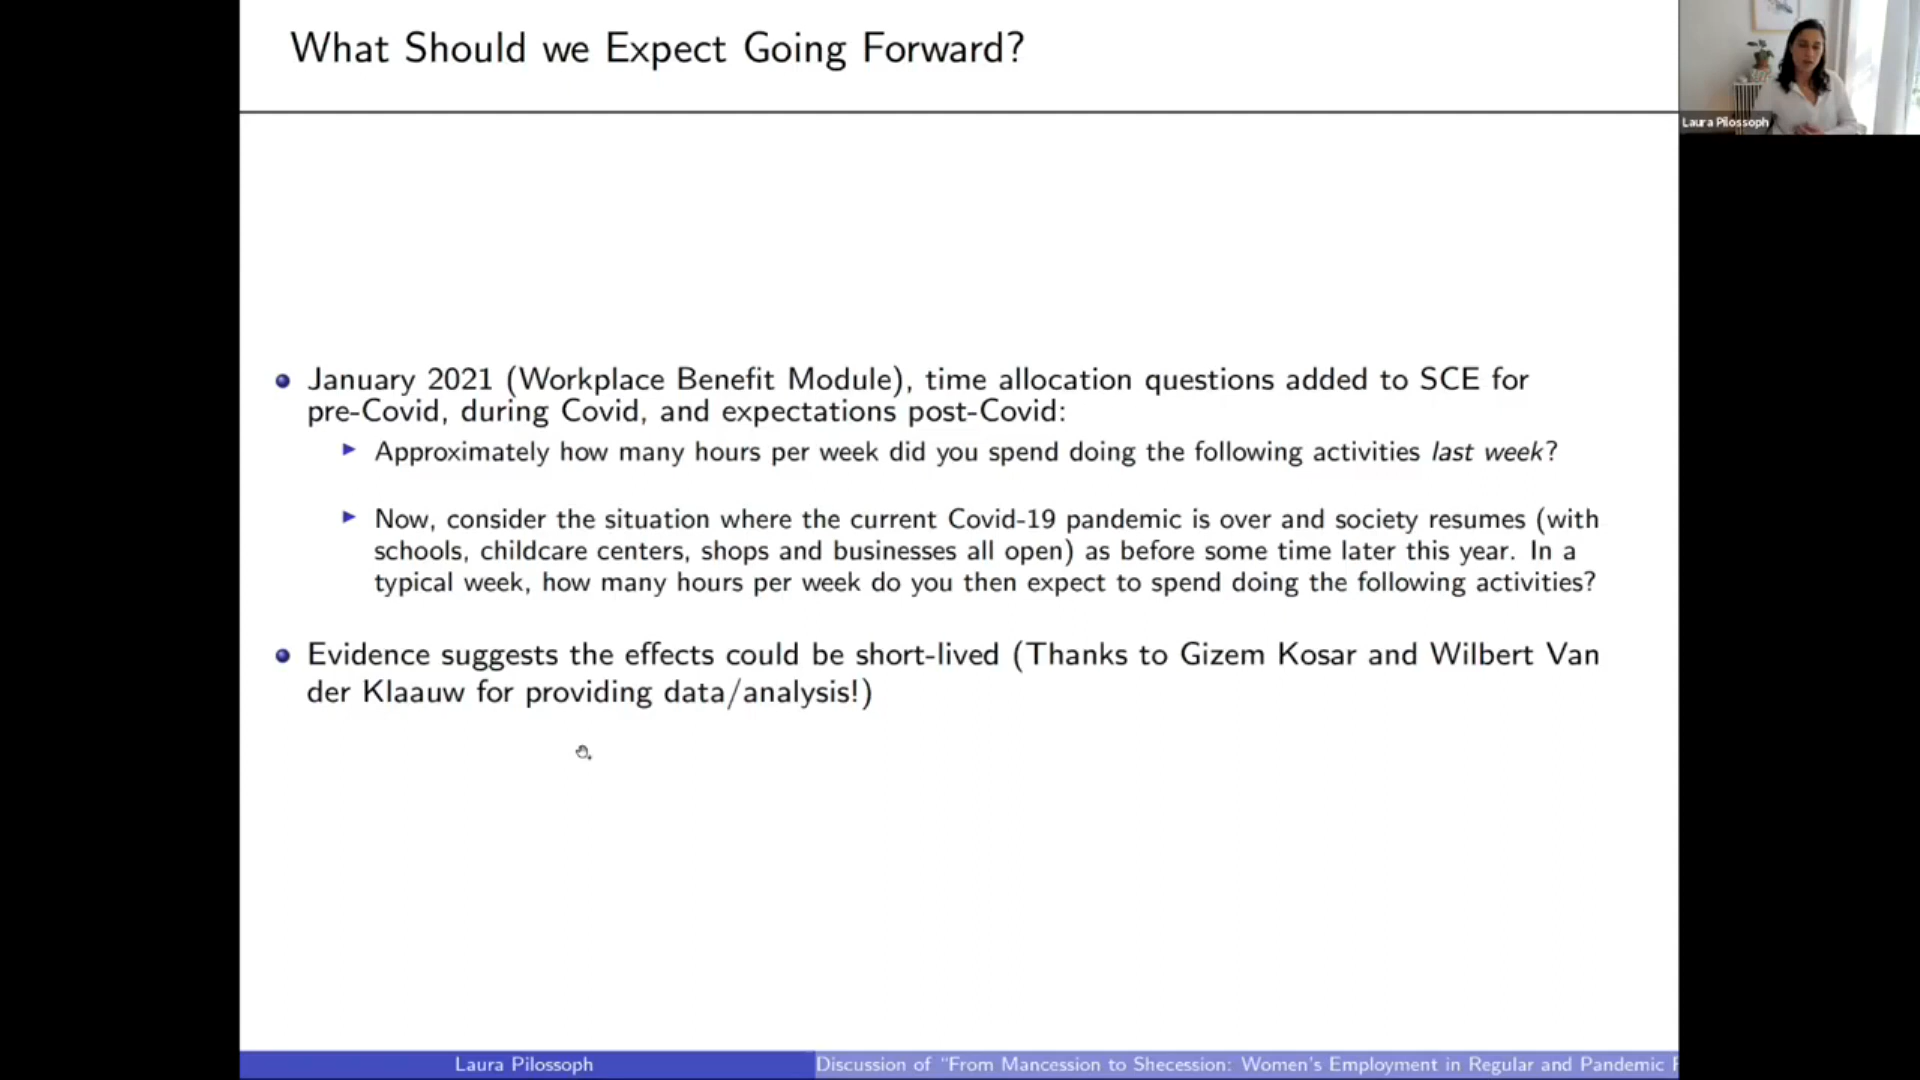 What Should we Expect Going Forward?
Laura Pilossoph
January 2021 (Workplace Benefit Module), time allocation questions added to SCE for
pre-Covid, during Covid, and expectations post-Covid:
Approximately how many hours per week did you spend doing the following activities last week?
Now, consider the situation where the current Covid-19 pandemic is over and society resumes (with
schools, childcare centers, shops and businesses all open) as before some time later this year. In a
typical week, how many hours per week do you then expect to spend doing the following activities?
Evidence suggests the effects could be short-lived (Thanks to Gizem Kosar and Wilbert Van
der Klaauw for providing data/analysis!)
Laura Pilossoph
Discussion of “From Mancession to Shecession: Women's Employment in Regular and Pandemic